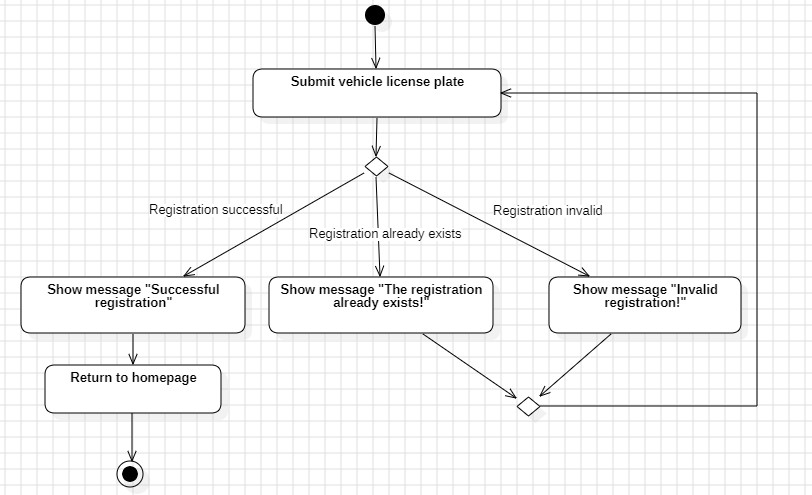 Submit vehicle license plate
Registration successful
Registration invalid
Registration already exists
Show message "Successful
registration"
Show message "The registration
already exists!"
Show message "Invalid
registration!"
Return to homepage